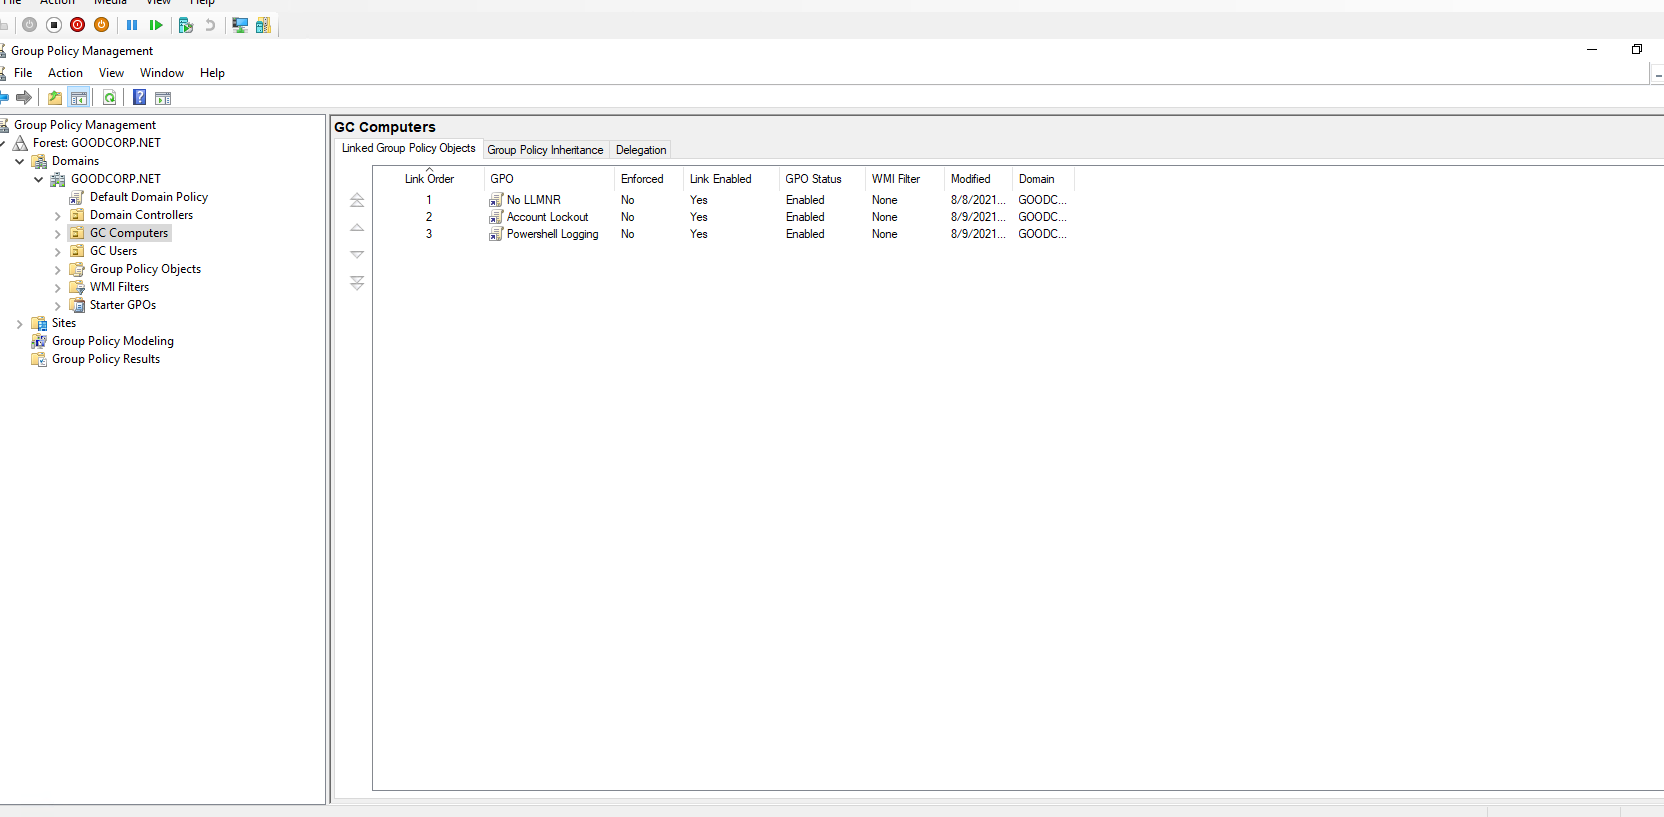 File Action Media View Help
Group Policy Management
File Action View Window Help
Group Policy Management
Forest: GOODCORP.NET
Domains
GOODCORP.NET
Default Domain Policy
Domain Controllers
GC Computers
GC Users
Group Policy Objects
WMI Filters
Starter GPOs
Sites
Group Policy Modeling
Group Policy Results
GC Computers
Linked Group Policy Objects Group Policy Inheritance Delegation
Link Order GPO Enforced Link Enabled GPO Status WMI Filter Modified Domain
1 No LLMNR No Yes Enabled None 8/8/2021... GOODC...
2 Account Lockout No Yes Enabled None 8/9/2021... GOODC...
3 Powershell Logging No Yes Enabled None 8/9/2021... GOODC...